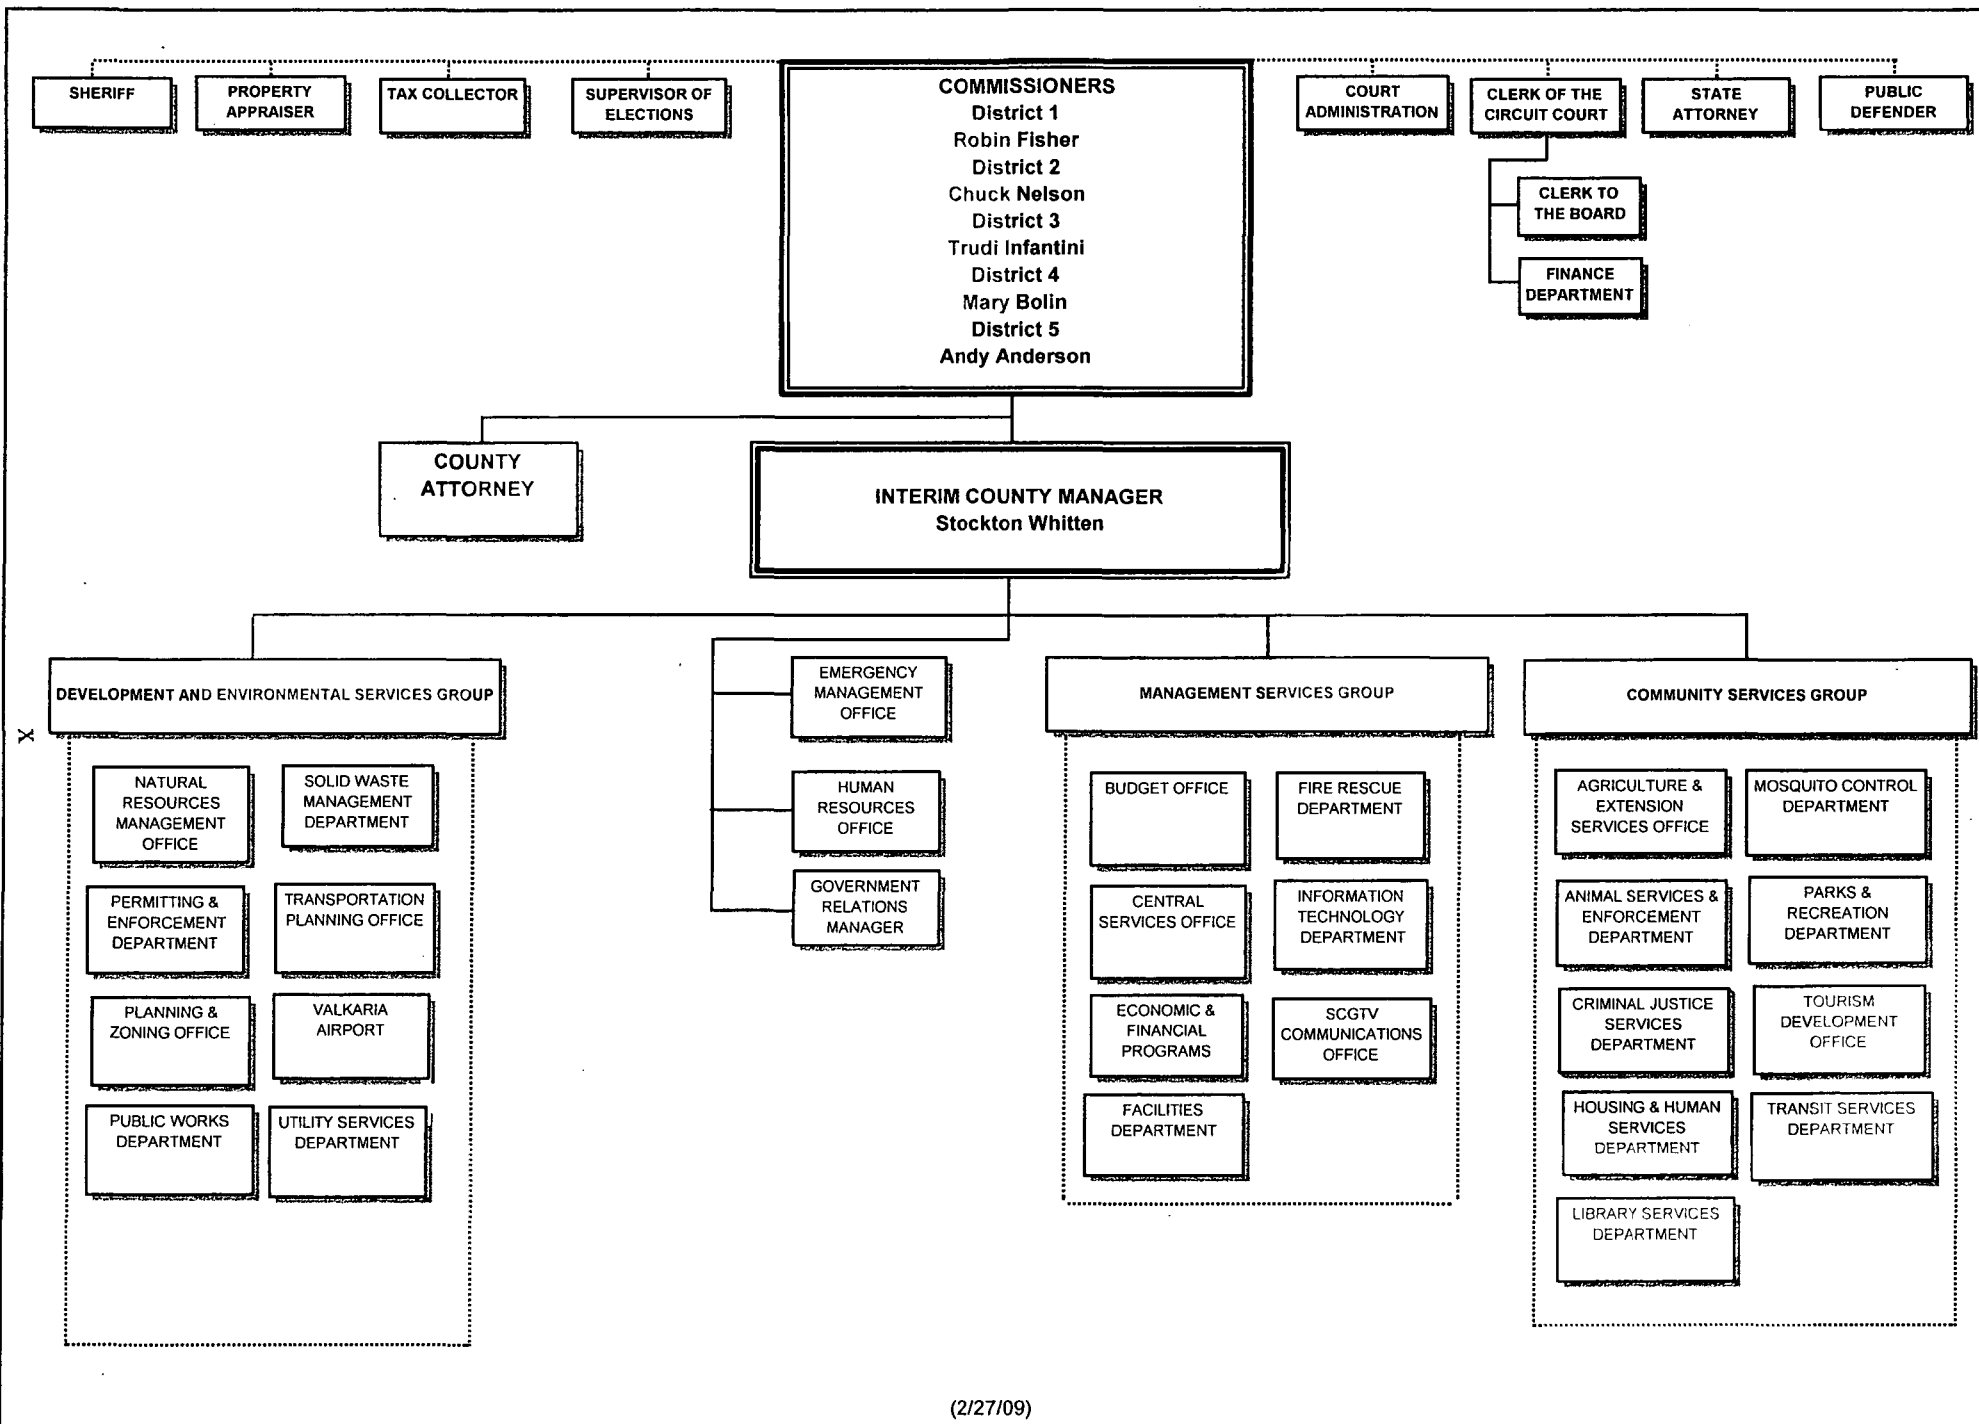 SHERIFF
PROPERTY
APPRAISER
TAX COLLECTOR
SUPERVISOR OF
ELECTIONS
COMMISSIONERS
District 1
Robin Fisher
District 2
Chuck Nelson
District 3
Trudi Infantini
District 4
Mary Bolin
District 5
Andy Anderson
COURT
ADMINISTRATION
CLERK OF THE
CIRCUIT COURT
STATE
ATTORNEY
PUBLIC
DEFENDER
CLERK TO
THE BOARD
FINANCE
DEPARTMENT
COUNTY
ATTORNEY
INTERIM COUNTY MANAGER
Stockton Whitten
DEVELOPMENT AND ENVIRONMENTAL SERVICES GROUP
X
NATURAL
RESOURCES
MANAGEMENT
OFFICE
SOLID WASTE
MANAGEMENT
DEPARTMENT
PERMITTING &
ENFORCEMENT
DEPARTMENT
TRANSPORTATION
PLANNING OFFICE
PLANNING &
ZONING OFFICE
VALKARIA
AIRPORT
PUBLIC WORKS
DEPARTMENT
UTILITY SERVICES
DEPARTMENT
EMERGENCY
MANAGEMENT
OFFICE
HUMAN
RESOURCES
OFFICE
GOVERNMENT
RELATIONS
MANAGER
MANAGEMENT SERVICES GROUP
BUDGET OFFICE
FIRE RESCUE
DEPARTMENT
CENTRAL
SERVICES OFFICE
INFORMATION
TECHNOLOGY
DEPARTMENT
ECONOMIC &
FINANCIAL
PROGRAMS
SCGTV
COMMUNICATIONS
OFFICE
FACILITIES
DEPARTMENT
COMMUNITY SERVICES GROUP
AGRICULTURE &
EXTENSION
SERVICES OFFICE
MOSQUITO CONTROL
DEPARTMENT
ANIMAL SERVICES &
ENFORCEMENT
DEPARTMENT
PARKS &
RECREATION
DEPARTMENT
CRIMINAL JUSTICE
SERVICES
DEPARTMENT
TOURISM
DEVELOPMENT
OFFICE
HOUSING & HUMAN
SERVICES
DEPARTMENT
TRANSIT SERVICES
DEPARTMENT
LIBRARY SERVICES
DEPARTMENT
(2/27/09)